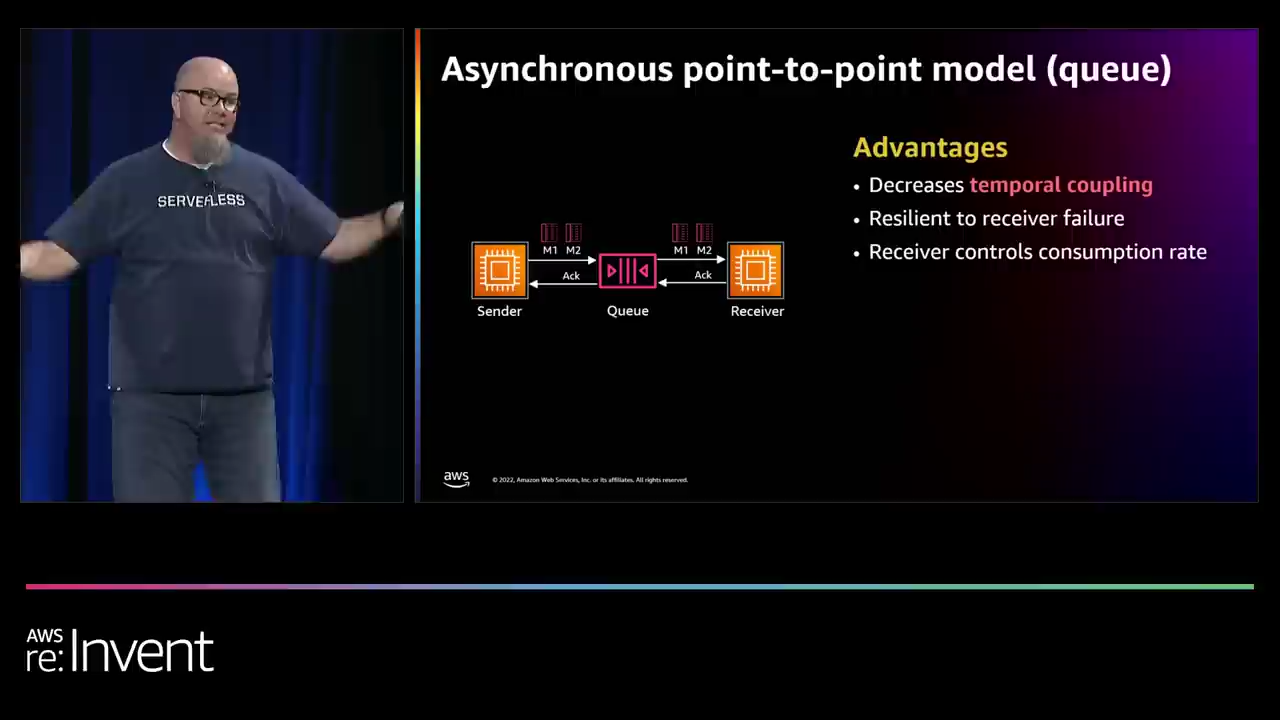 SERVERLESS
Asynchronous point-to-point model (queue)
Advantages
• Decreases temporal coupling
• Resilient to receiver failure
• Receiver controls consumption rate
M1 M2
M1 M2
Ack
Ack
Sender
Queue
Receiver
aws
© 2022, Amazon Web Services, Inc. or its affiliates. All rights reserved.
AWS
re:Invent